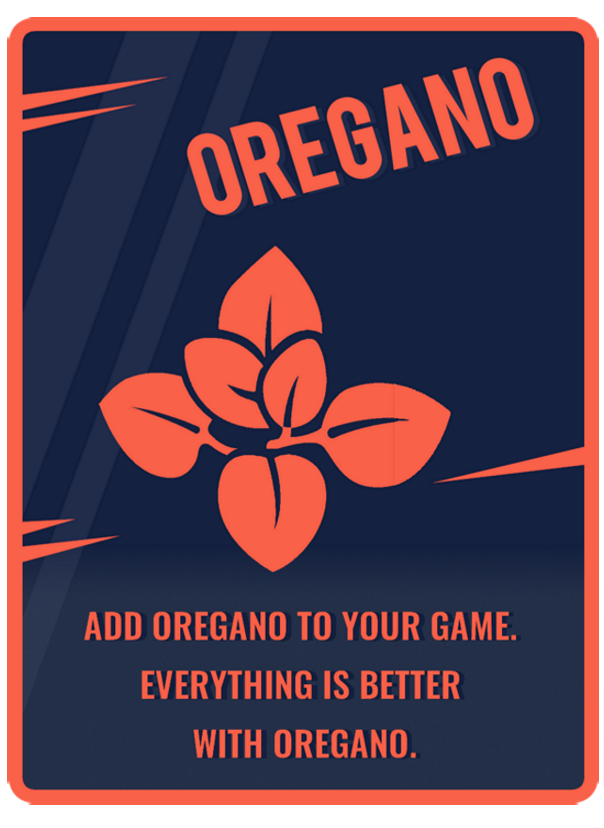 OREGANO
ADD OREGANO TO YOUR GAME.
EVERYTHING IS BETTER
WITH OREGANO.